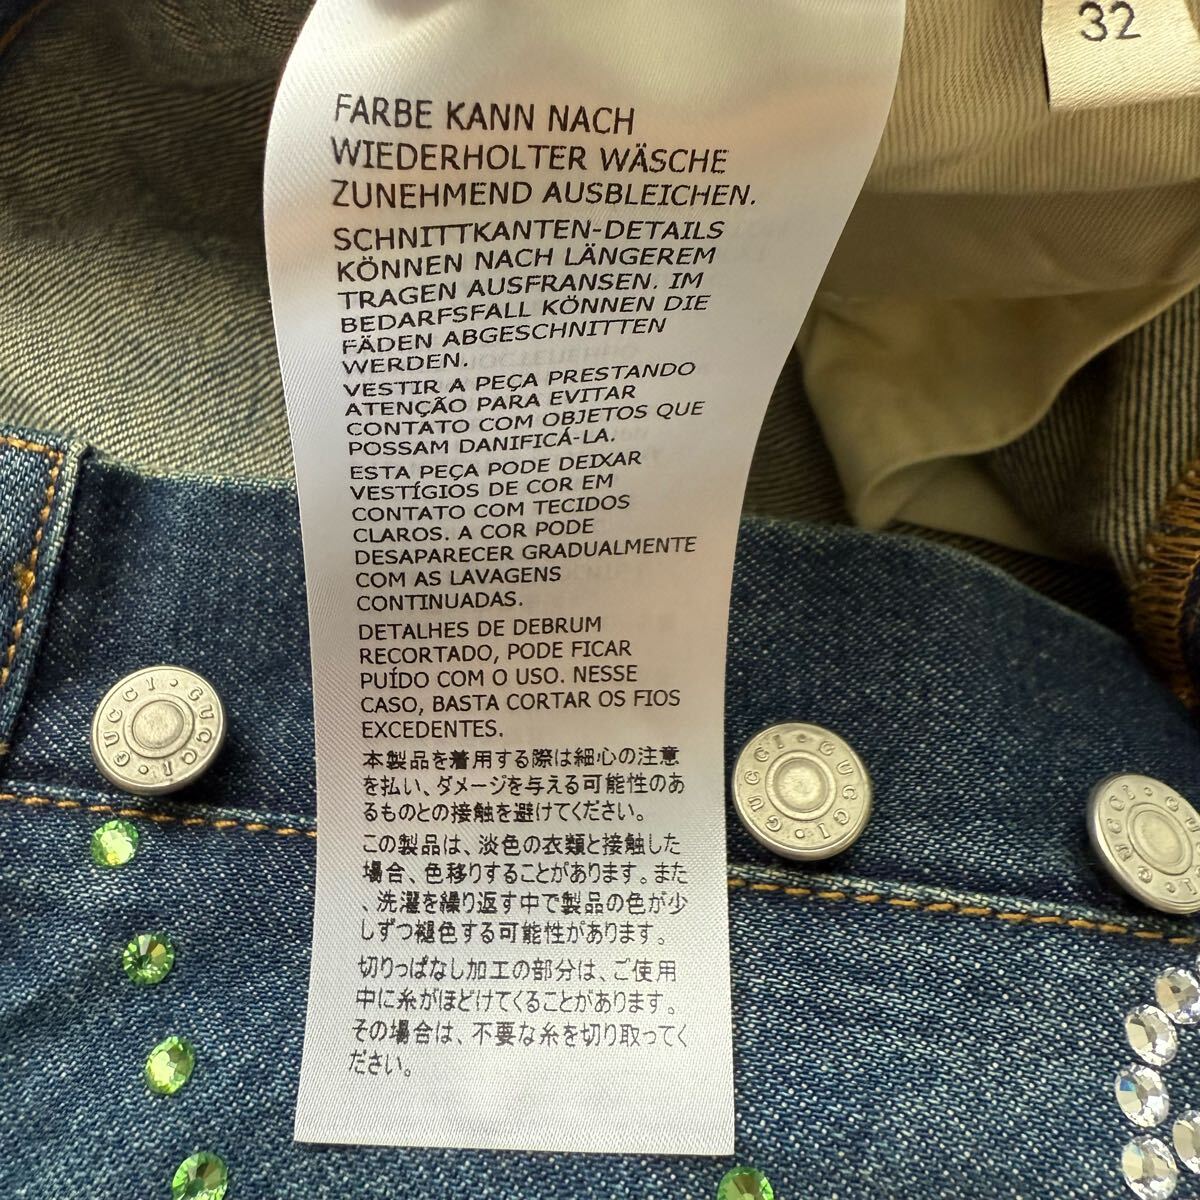 32
FARBE KANN NACH
WIEDERHOLTER WÄSCHE
ZUNEHMEND AUSBLEICHEN.
SCHNITTKANTEN-DETAILS
KÖNNEN NACH LÄNGEREM
TRAGEN AUSFRANSEN. IM
BEDARFSFALL KÖNNEN DIE
FÄDEN ABGESCHNITTEN
WERDEN.
VESTIR A PEÇA PRESTANDO
ATENÇÃO PARA EVITAR
CONTATO COM OBJETOS QUE
POSSAM DANIFICÁ-LA.
ESTA PEÇA PODE DEIXAR
VESTÍGIOS DE COR EM
CONTATO COM TECIDOS
CLAROS. A COR PODE
DESAPARECER GRADUALMENTE
COM AS LAVAGENS
CONTINUADAS.
DETALHES DE DEBRUM
RECORTADO, PODE FICAR
PUÍDO COM O USO. NESSE
CASO, BASTA CORTAR OS FIOS
EXCEDENTES.
本製品を着用する際は細心の注意
を払い、ダメージを与える可能性のあ
るものとの接触を避けてください。
この製品は、淡色の衣類と接触した
場合、色移りすることがあります。また
、洗濯を繰り返す中で製品の色が少
しずつ褪色する可能性があります。
切りっぱなし加工の部分は、ご使用
中に糸がほどけてくることがあります。
その場合は、不要な糸を切り取ってく
ださい。
GUCCI · GUCCI ·
GUCCI · GUCCI ·
GUCCI